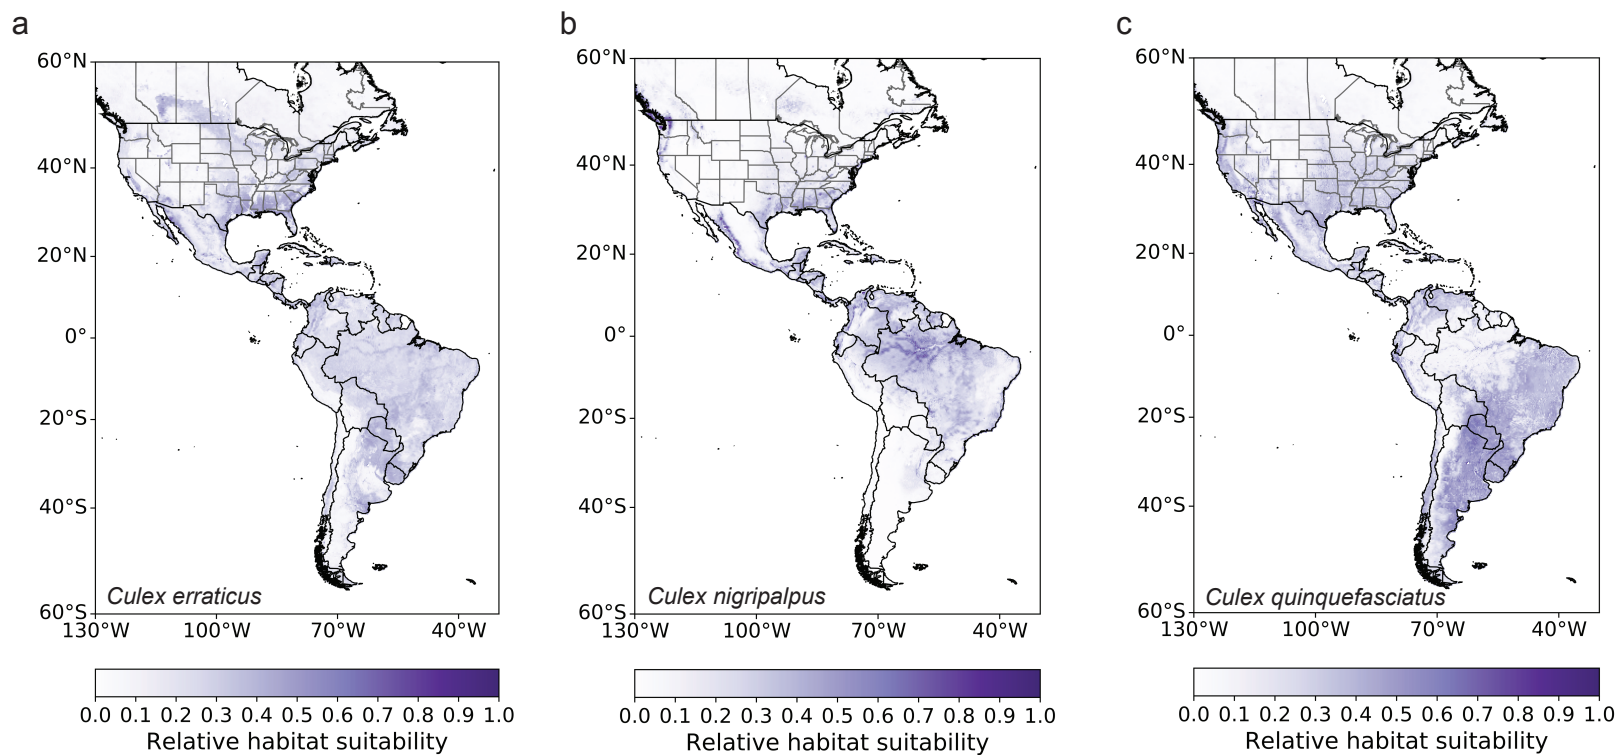 a
60°N
40°N
20°N
0°
20°S
40°S
60°S
130°W 100°W 70°W 40°W
Culex erraticus
0.0 0.1 0.2 0.3 0.4 0.5 0.6 0.7 0.8 0.9 1.0
Relative habitat suitability
b
60°N
40°N
20°N
0°
20°S
40°S
60°S
130°W 100°W 70°W 40°W
Culex nigripalpus
0.0 0.1 0.2 0.3 0.4 0.5 0.6 0.7 0.8 0.9 1.0
Relative habitat suitability
c
60°N
40°N
20°N
0°
20°S
40°S
60°S
130°W 100°W 70°W 40°W
Culex quinquefasciatus
0.0 0.1 0.2 0.3 0.4 0.5 0.6 0.7 0.8 0.9 1.0
Relative habitat suitability